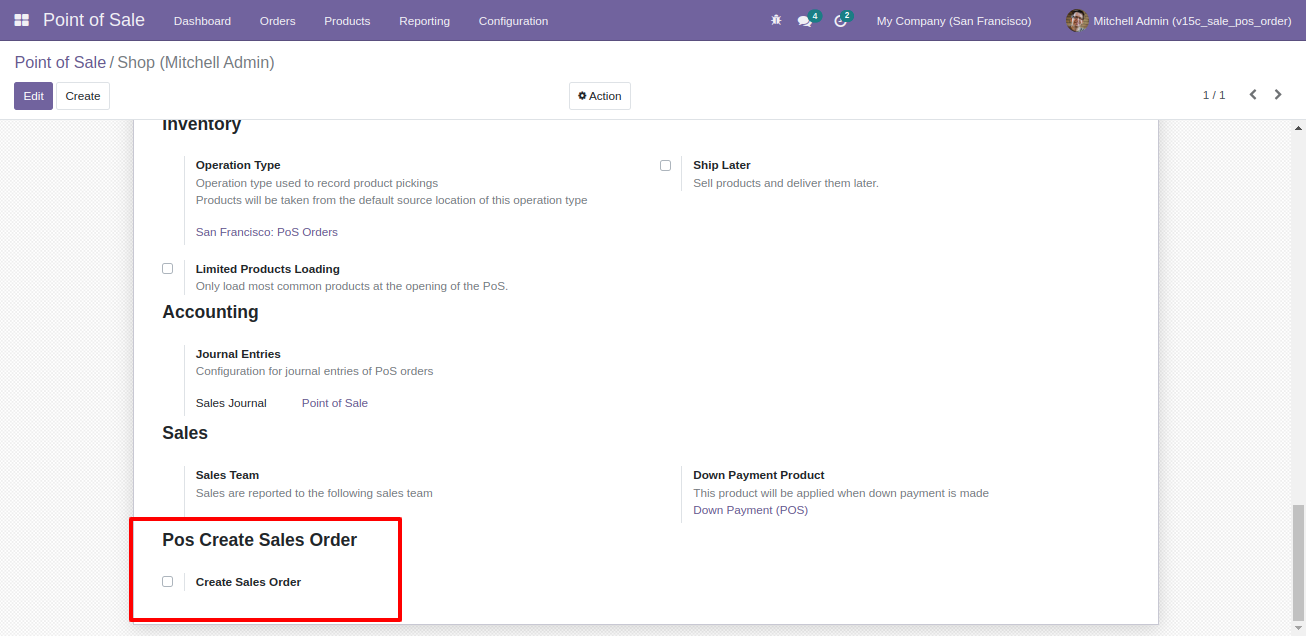 Point of Sale Dashboard Orders Products Reporting Configuration 4 2 My Company (San Francisco) Mitchell Admin (v15c_sale_pos_order)
Point of Sale / Shop (Mitchell Admin)
Edit Create Action 1 / 1
Inventory
Operation Type
Operation type used to record product pickings
Products will be taken from the default source location of this operation type
San Francisco: PoS Orders
Ship Later
Sell products and deliver them later.
Limited Products Loading
Only load most common products at the opening of the PoS.
Accounting
Journal Entries
Configuration for journal entries of PoS orders
Sales Journal Point of Sale
Sales
Sales Team
Sales are reported to the following sales team
Down Payment Product
This product will be applied when down payment is made
Down Payment (POS)
Pos Create Sales Order
Create Sales Order